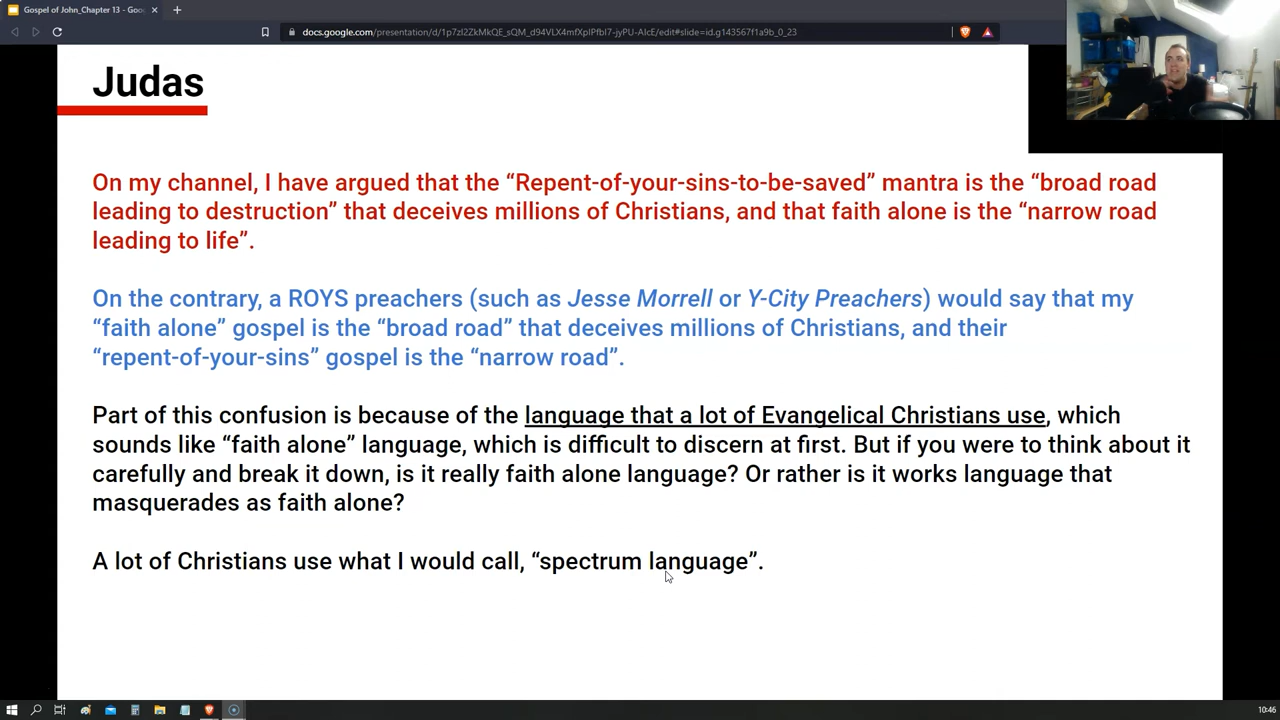 Gospel of John_Chapter 13 - Goo
docs.google.com/presentation/d/1p7zI2ZkMkQE_sQM_d94VLX4mfXpIPfbI7-jyPU-AIcE/edit#slide=id.g143567f1a9b_0_23
Judas
On my channel, I have argued that the “Repent-of-your-sins-to-be-saved” mantra is the “broad road
leading to destruction” that deceives millions of Christians, and that faith alone is the “narrow road
leading to life”.
On the contrary, a ROYS preachers (such as Jesse Morrell or Y-City Preachers) would say that my
“faith alone” gospel is the “broad road” that deceives millions of Christians, and their
“repent-of-your-sins” gospel is the “narrow road”.
Part of this confusion is because of the language that a lot of Evangelical Christians use, which
sounds like “faith alone” language, which is difficult to discern at first. But if you were to think about it
carefully and break it down, is it really faith alone language? Or rather is it works language that
masquerades as faith alone?
A lot of Christians use what I would call, “spectrum language”.
10:46